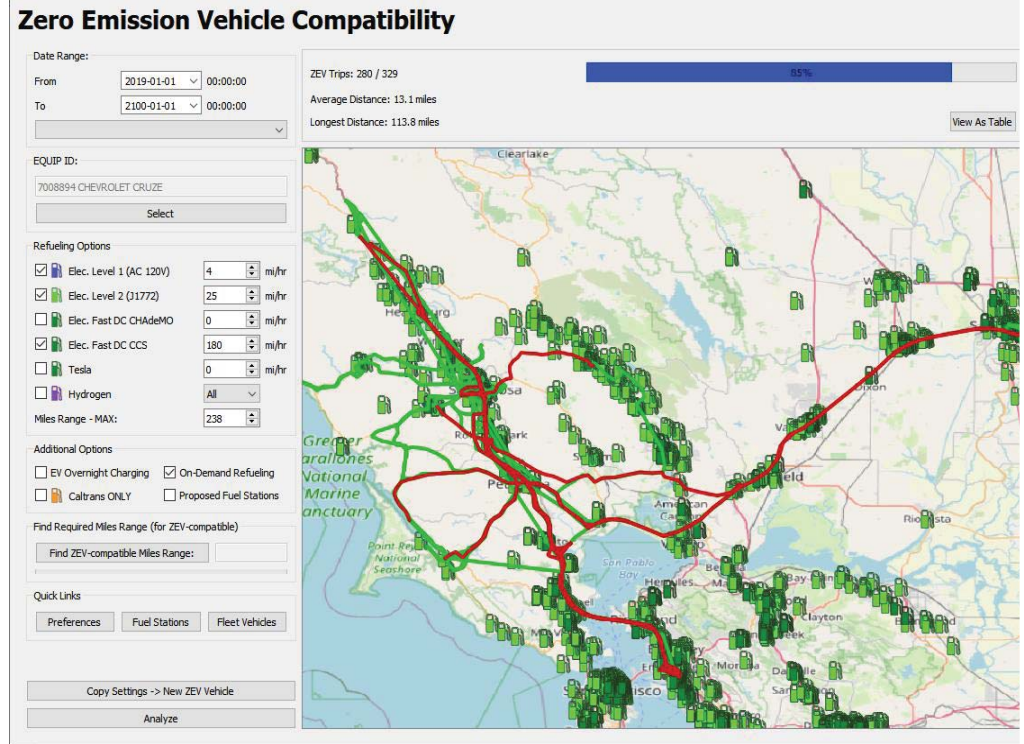 Zero Emission Vehicle Compatibility
Date Range:
From 2019-01-01 00:00:00
To 2100-01-01 00:00:00
EQUIP ID:
7008894 CHEVROLET CRUZE
Select
Refueling Options
Elec. Level 1 (AC 120V) 4 mi/hr
Elec. Level 2 (J1772) 25 mi/hr
Elec. Fast DC CHAdeMO 0 mi/hr
Elec. Fast DC CCS 180 mi/hr
Tesla 0 mi/hr
Hydrogen All
Miles Range - MAX: 238
Additional Options
EV Overnight Charging On-Demand Refueling
Caltrans ONLY Proposed Fuel Stations
Find Required Miles Range (for ZEV-compatible)
Find ZEV-compatible Miles Range:
Quick Links
Preferences Fuel Stations Fleet Vehicles
Copy Settings -> New ZEV Vehicle
Analyze
ZEV Trips: 280 / 329
85%
Average Distance: 13.1 miles
Longest Distance: 113.8 miles
View As Table
Clearlake
Dixon
Greater
National
Marine
Point
National
Seashore
American
San Pablo
Bay
Clayton